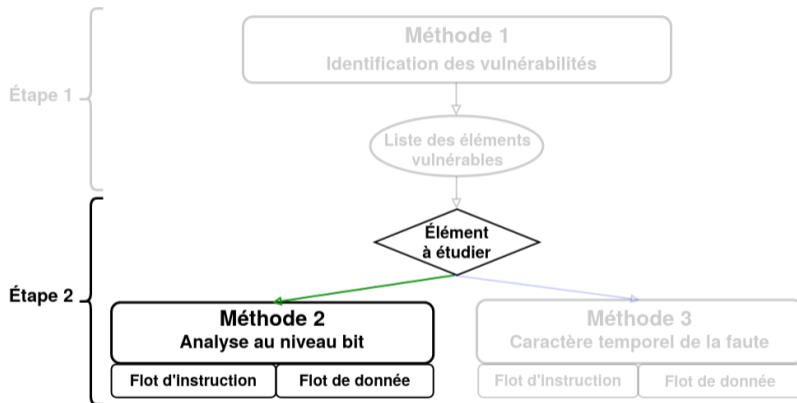 Méthode 1
Identification des vulnérabilités
Étape 1
Liste des éléments
vulnérables
Élément
à étudier
Étape 2
Méthode 2
Analyse au niveau bit
Flot d'instruction
Flot de donnée
Méthode 3
Caractère temporel de la faute
Flot d'instruction
Flot de donnée